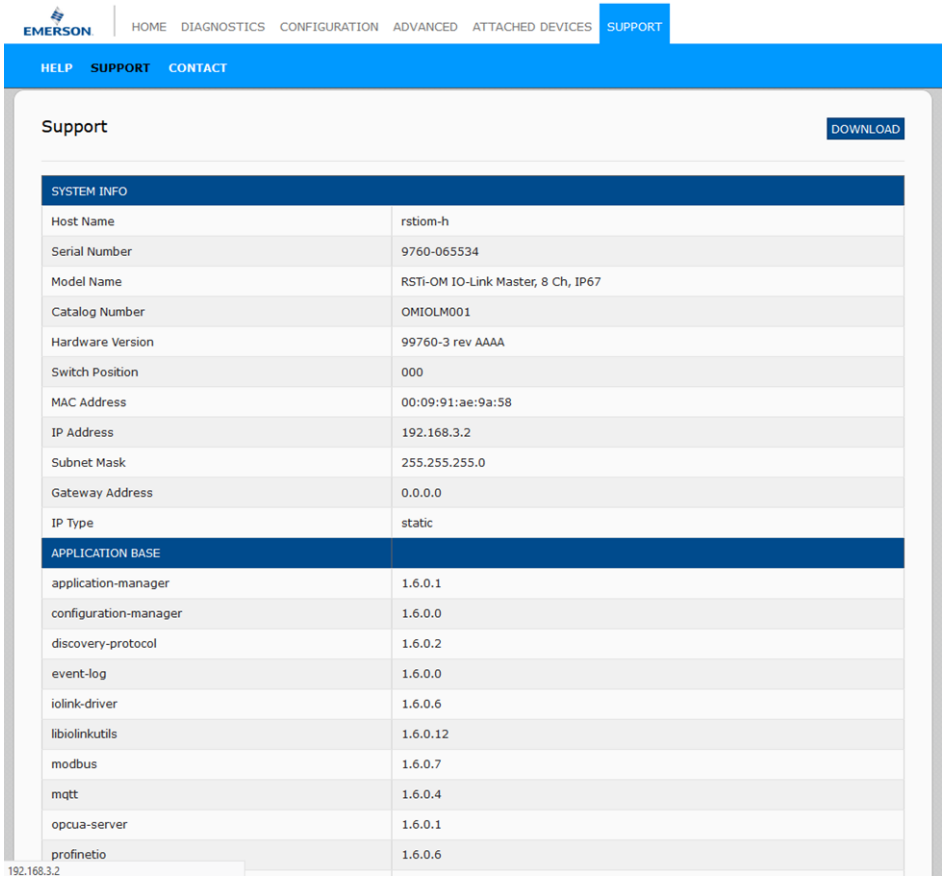 EMERSON HOME DIAGNOSTICS CONFIGURATION ADVANCED ATTACHED DEVICES SUPPORT
HELP SUPPORT CONTACT
Support DOWNLOAD
SYSTEM INFO
Host Name rstiom-h
Serial Number 9760-065534
Model Name RSTi-OM IO-Link Master, 8 Ch, IP67
Catalog Number OMIOLM001
Hardware Version 99760-3 rev AAAA
Switch Position 000
MAC Address 00:09:91:ae:9a:58
IP Address 192.168.3.2
Subnet Mask 255.255.255.0
Gateway Address 0.0.0.0
IP Type static
APPLICATION BASE
application-manager 1.6.0.1
configuration-manager 1.6.0.0
discovery-protocol 1.6.0.2
event-log 1.6.0.0
iolink-driver 1.6.0.6
libiolinkutils 1.6.0.12
modbus 1.6.0.7
mqtt 1.6.0.4
opcua-server 1.6.0.1
profinetio 1.6.0.6
192.168.3.2